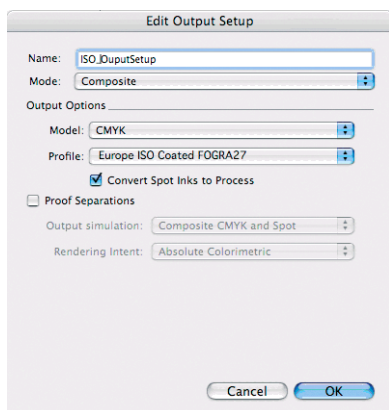 Edit Output Setup
Name: ISO_OuputSetup
Mode: Composite
Output Options
Model: CMYK
Profile: Europe ISO Coated FOGRA27
Convert Spot Inks to Process
Proof Separations
Output simulation: Composite CMYK and Spot
Rendering Intent: Absolute Colorimetric
Cancel OK